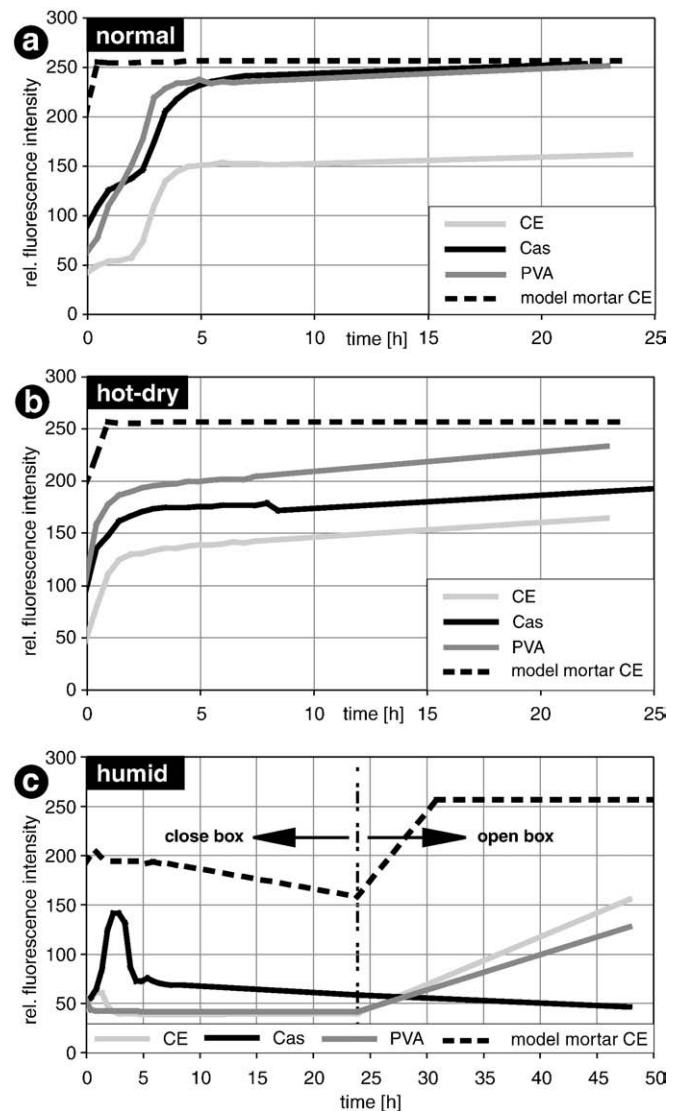 a normal
rel. fluorescence intensity
300
250
200
150
100
50
0
CE
Cas
PVA
model mortar CE
0 5 10 15 20 25
time [h]
b hot-dry
rel. fluorescence intensity
300
250
200
150
100
50
0
CE
Cas
PVA
model mortar CE
0 5 10 15 20 25
time [h]
c humid
rel. fluorescence intensity
300
250
200
150
100
50
0
close box open box
CE Cas PVA model mortar CE
0 5 10 15 20 25 30 35 40 45 50
time [h]